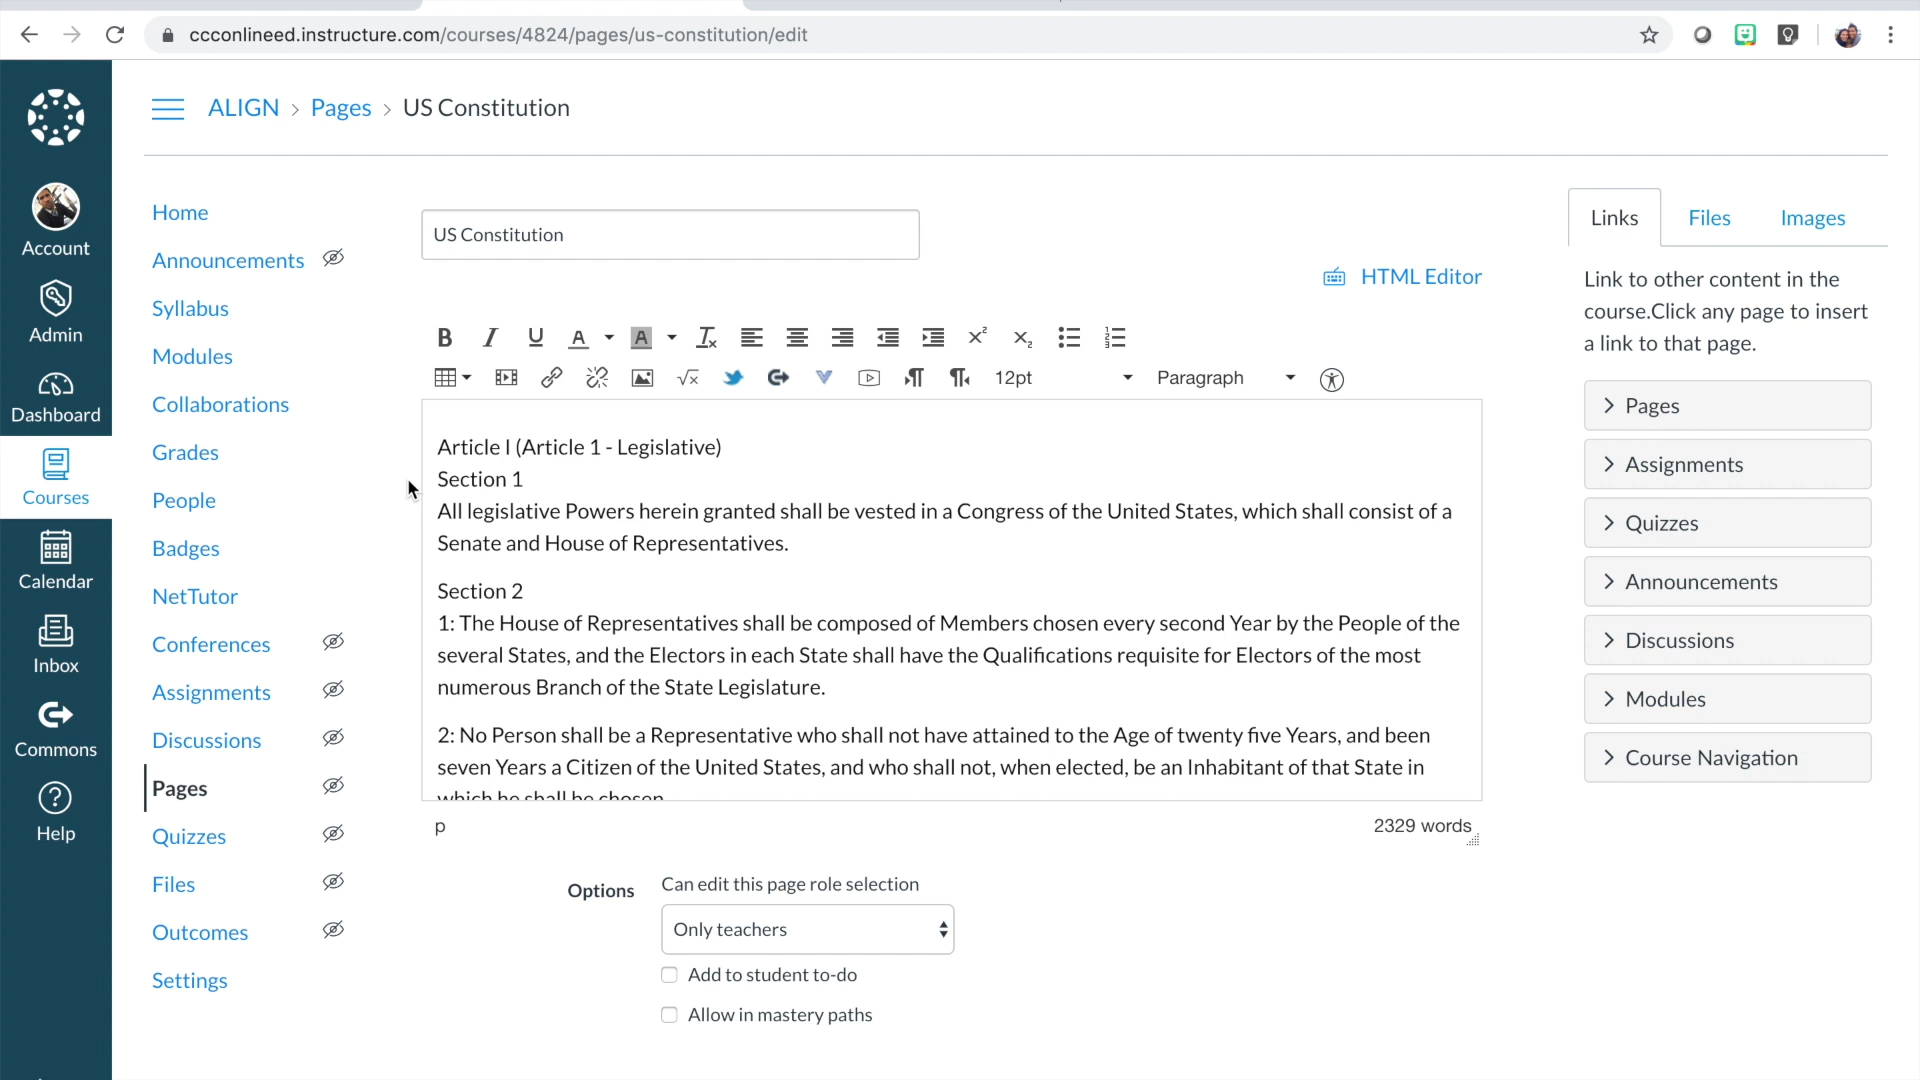 ccconlineed.instructure.com/courses/4824/pages/us-constitution/edit
ALIGN > Pages > US Constitution
Account
Admin
Dashboard
Courses
Calendar
Inbox
Commons
Help
Home
Announcements
Syllabus
Modules
Collaborations
Grades
People
Badges
NetTutor
Conferences
Assignments
Discussions
Pages
Quizzes
Files
Outcomes
Settings
US Constitution
HTML Editor
12pt
Paragraph
Article I (Article 1 - Legislative)
Section 1
All legislative Powers herein granted shall be vested in a Congress of the United States, which shall consist of a
Senate and House of Representatives.
Section 2
1: The House of Representatives shall be composed of Members chosen every second Year by the People of the
several States, and the Electors in each State shall have the Qualifications requisite for Electors of the most
numerous Branch of the State Legislature.
2: No Person shall be a Representative who shall not have attained to the Age of twenty five Years, and been
seven Years a Citizen of the United States, and who shall not, when elected, be an Inhabitant of that State in
which he shall be chosen
p
2329 words
Options
Can edit this page role selection
Only teachers
Add to student to-do
Allow in mastery paths
Links
Files
Images
Link to other content in the
course.Click any page to insert
a link to that page.
Pages
Assignments
Quizzes
Announcements
Discussions
Modules
Course Navigation